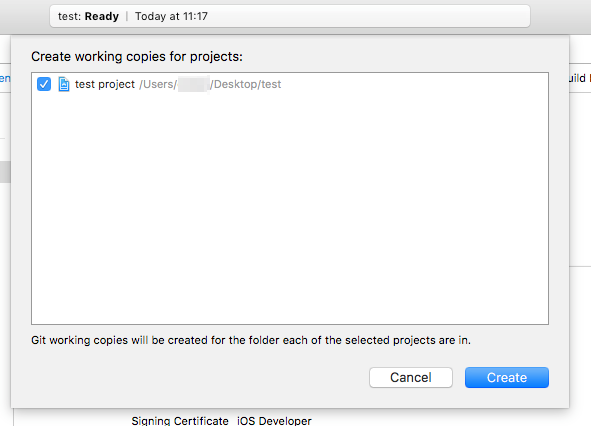 test: Ready | Today at 11:17
Create working copies for projects:
en
uild
test project /Users/ /Desktop/test
Git working copies will be created for the folder each of the selected projects are in.
Cancel Create
Signing Certificate iOS Developer